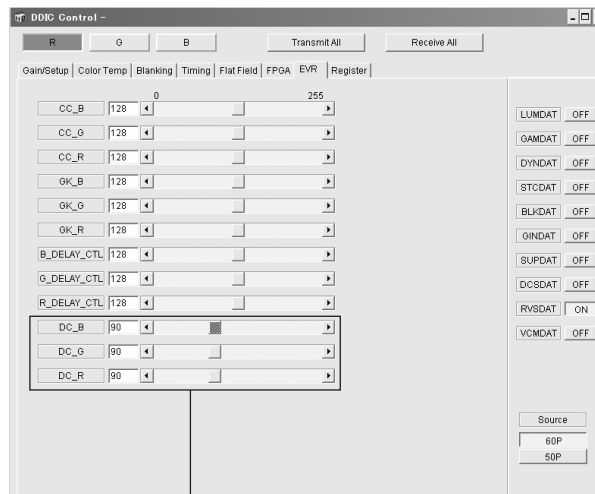 DDIC Control -
R G B Transmit All Receive All
Gain/Setup Color Temp Blanking Timing Flat Field FPGA EVR Register
0 255
CC_B 128
CC_G 128
CC_R 128
GK_B 128
GK_G 128
GK_R 128
B_DELAY_CTL 128
G_DELAY_CTL 128
R_DELAY_CTL 128
DC_B 90
DC_G 90
DC_R 90
LUMDAT OFF
GAMDAT OFF
DYNDAT OFF
STCDAT OFF
BLKDAT OFF
GINDAT OFF
SUPDAT OFF
DCSDAT OFF
RVSDAT ON
VCMDAT OFF
Source
60P
50P